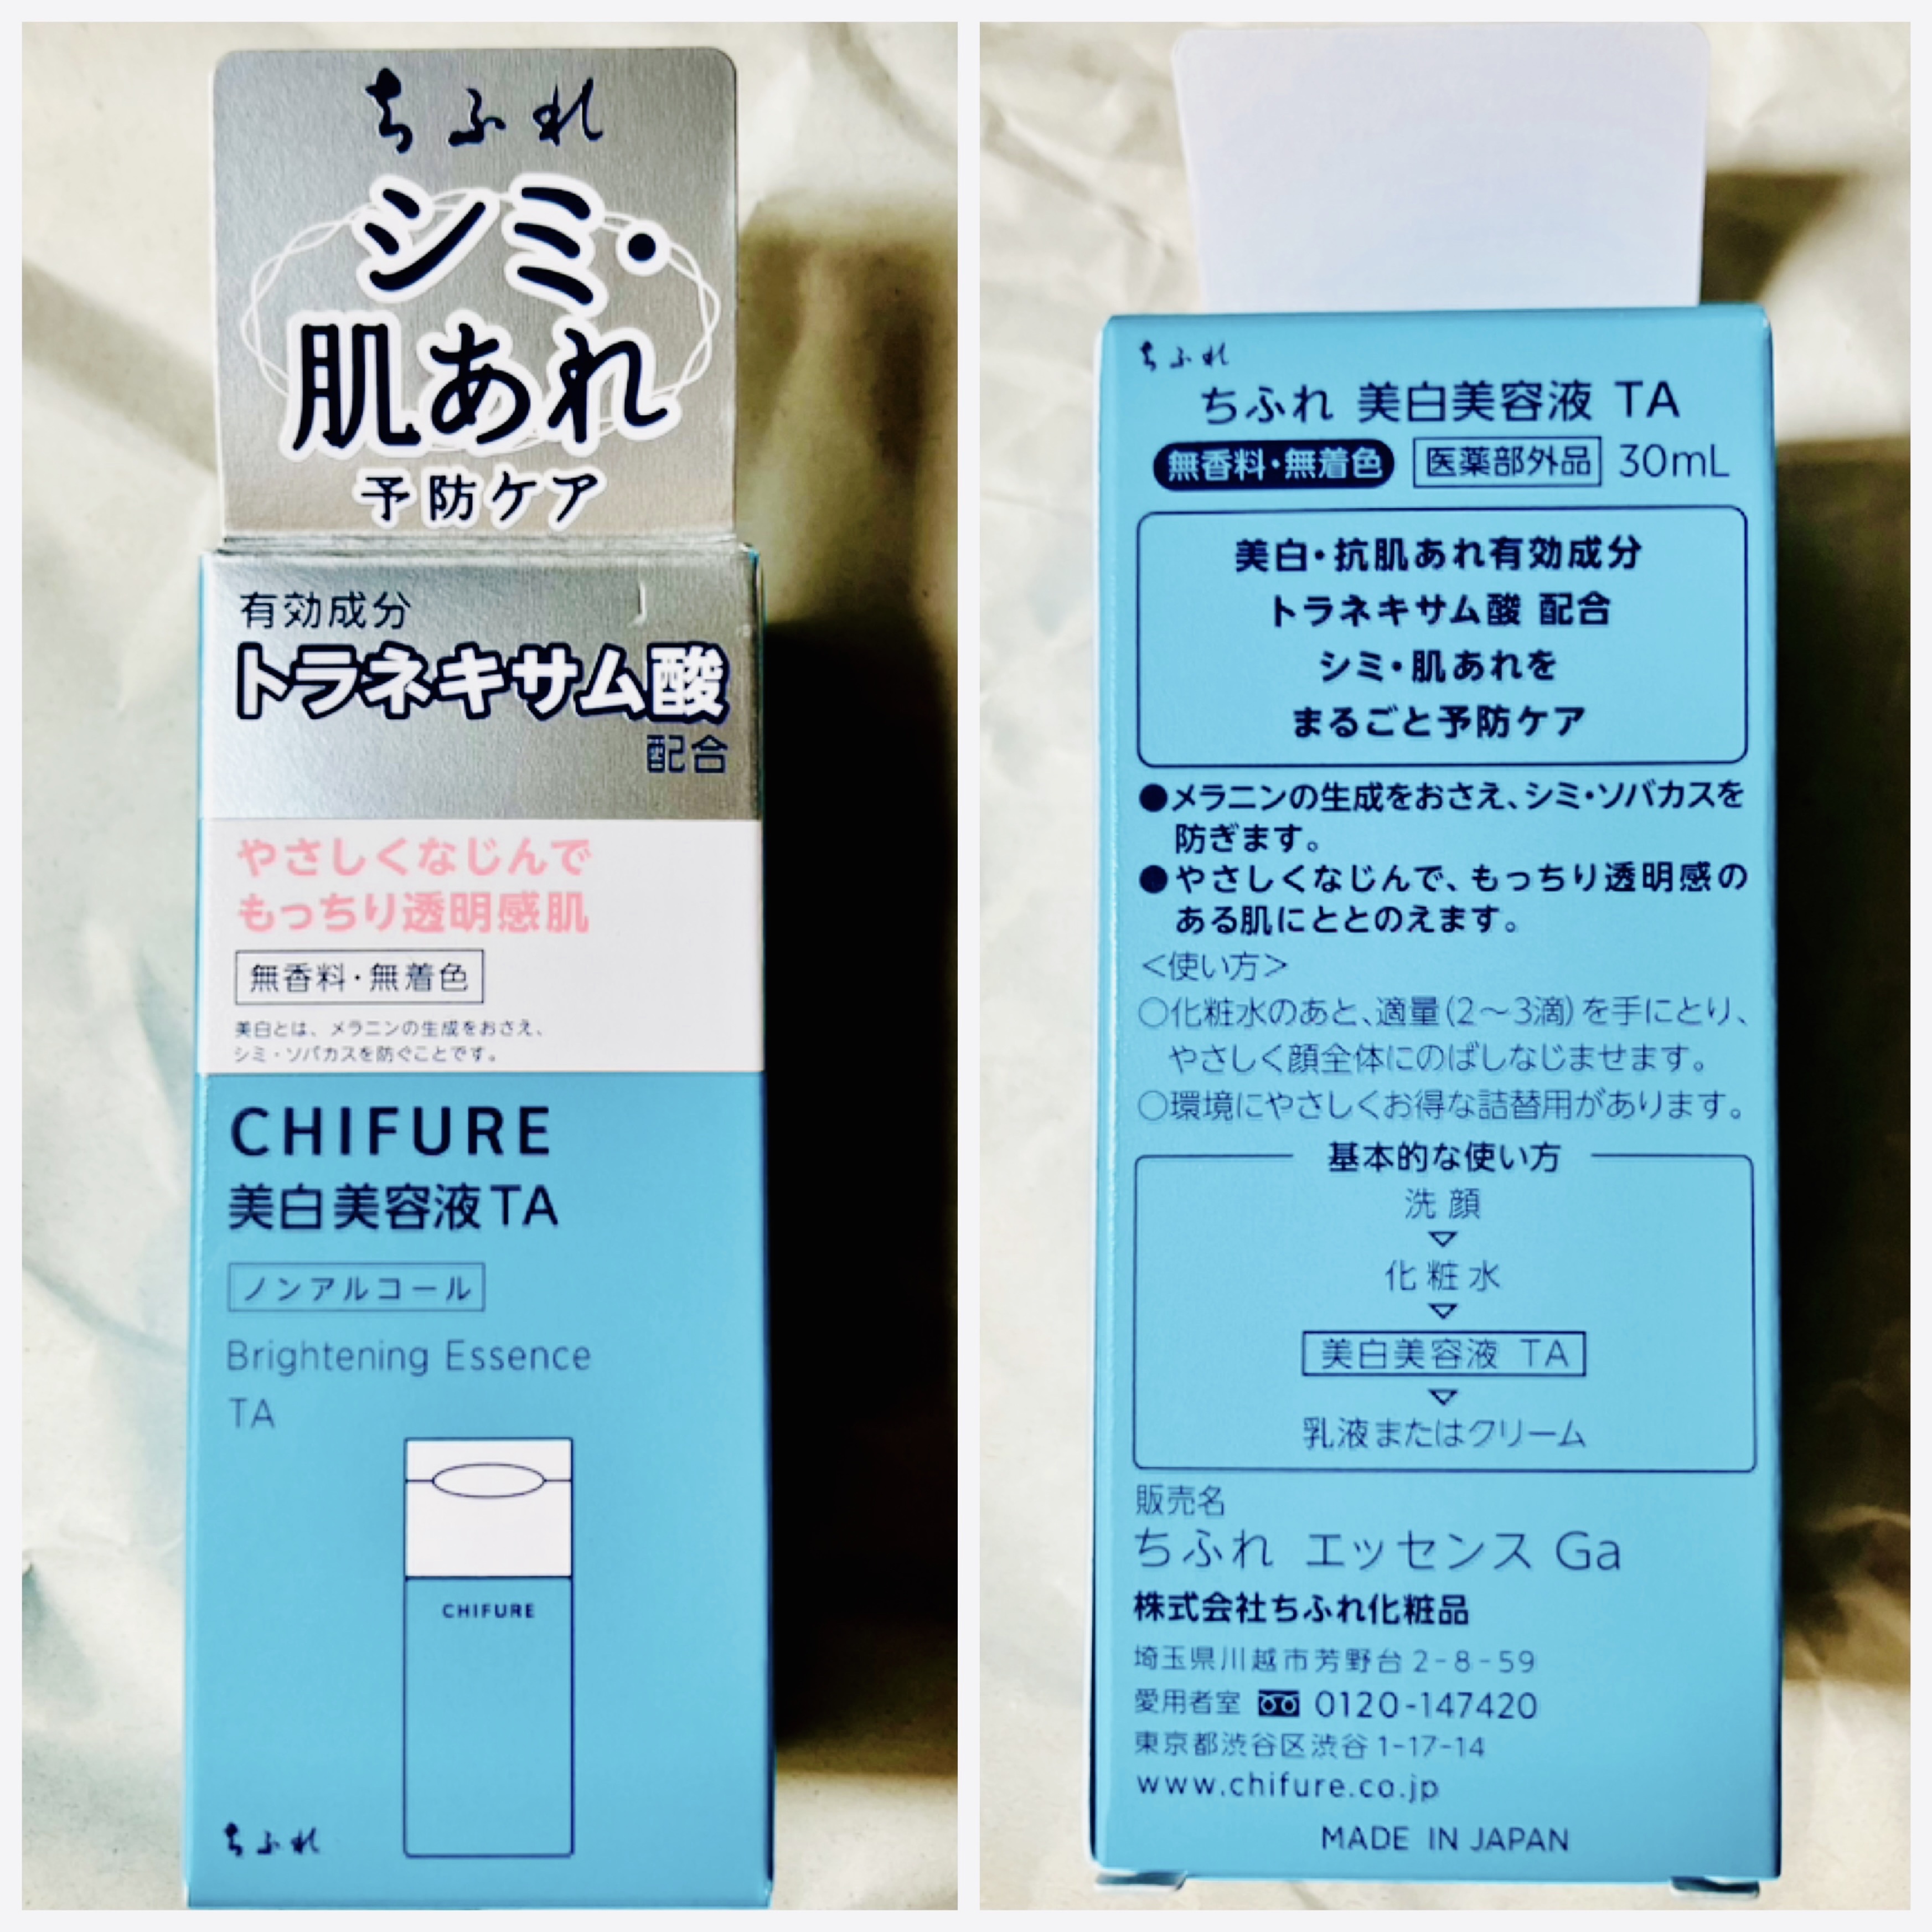 ちふれ
シミ・
肌あれ
予防ケア
有効成分
トラネキサム酸
配合
やさしくなじんで
もっちり透明感肌
無香料・無着色
美白とは、メラニンの生成をおさえ、
シミ・ソバカスを防ぐことです。
CHIFURE
美白美容液TA
ノンアルコール
Brightening Essence
TA
CHIFURE
ちふれ
ちふれ
ちふれ 美白美容液 TA
無香料・無着色 医薬部外品 30mL
美白・抗肌あれ有効成分
トラネキサム酸 配合
シミ・肌あれを
まるごと予防ケア
●メラニンの生成をおさえ、シミ・ソバカスを
防ぎます。
●やさしくなじんで、もっちり透明感の
ある肌にととのえます。
＜使い方＞
○化粧水のあと、適量(2〜3滴)を手にとり、
やさしく顔全体にのばしなじませます。
○環境にやさしくお得な詰替用があります。
基本的な使い方
洗顔
▽
化粧水
▽
美白美容液 TA
▽
乳液またはクリーム
販売名
ちふれ エッセンス Ga
株式会社ちふれ化粧品
埼玉県川越市芳野台2-8-59
愛用者室 0120-147420
東京都渋谷区渋谷1-17-14
www.chifure.co.jp
MADE IN JAPAN